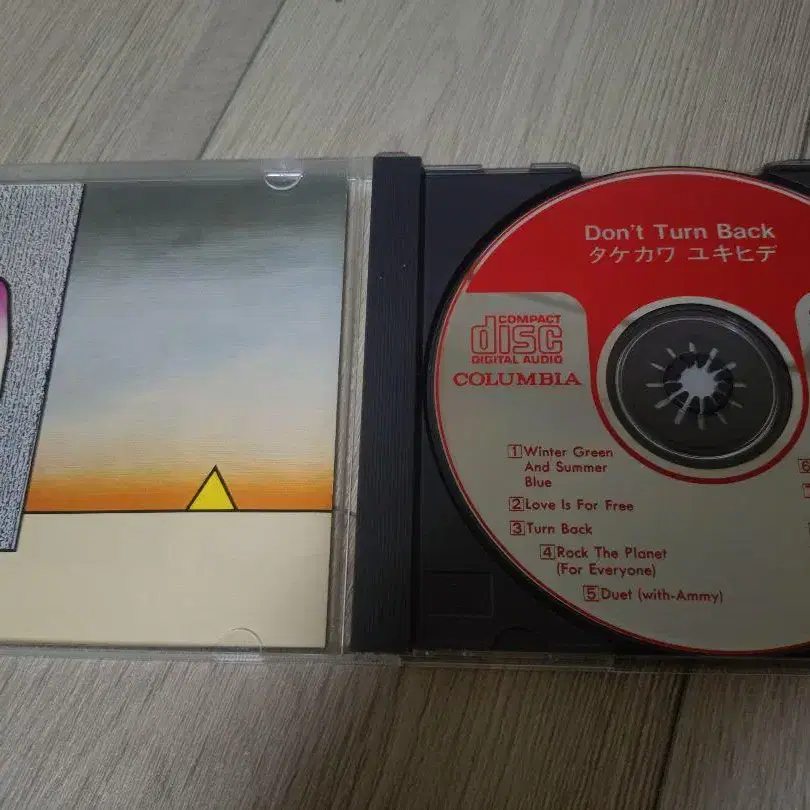 Don't Turn Back
タケカワ ユキヒデ
COMPACT
disc
DIGITAL AUDIO
COLUMBIA
1 Winter Green
And Summer
Blue
2 Love Is For Free
3 Turn Back
4 Rock The Planet
(For Everyone)
5 Duet (with-Ammy)
6